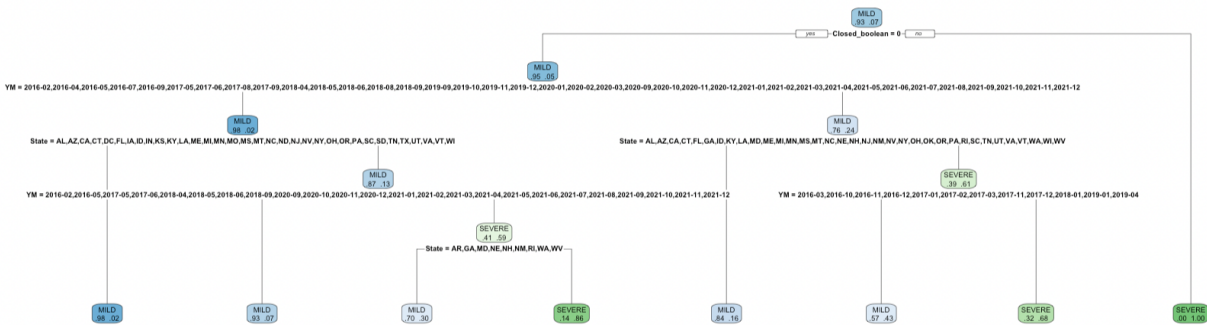 MILD
.93 .07
yes Closed_boolean = 0 no
MILD
.95 .05
YM = 2016-02,2016-04,2016-05,2016-07,2016-09,2017-05,2017-06,2017-08,2017-09,2018-04,2018-05,2018-06,2018-08,2018-09,2019-09,2019-10,2019-11,2019-12,2020-01,2020-02,2020-03,2020-09,2020-10,2020-11,2020-12,2021-01,2021-02,2021-03,2021-04,2021-05,2021-06,2021-07,2021-08,2021-09,2021-10,2021-11,2021-12
MILD
.98 .02
MILD
.76 .24
State = AL,AZ,CA,CT,DC,FL,IA,ID,IN,KS,KY,LA,ME,MI,MN,MO,MS,MT,NC,ND,NJ,NV,NY,OH,OR,PA,SC,SD,TN,TX,UT,VA,VT,WI
State = AL,AZ,CA,CT,FL,GA,ID,KY,LA,MD,ME,MI,MN,MS,MT,NC,NE,NH,NJ,NM,NV,NY,OH,OK,OR,PA,RI,SC,TN,UT,VA,VT,WA,WI,WV
MILD
.87 .13
SEVERE
.39 .61
YM = 2016-02,2016-05,2017-05,2017-06,2018-04,2018-05,2018-06,2018-09,2020-09,2020-10,2020-11,2020-12,2021-01,2021-02,2021-03,2021-04,2021-05,2021-06,2021-07,2021-08,2021-09,2021-10,2021-11,2021-12
YM = 2016-03,2016-10,2016-11,2016-12,2017-01,2017-02,2017-03,2017-11,2017-12,2018-01,2019-01,2019-04
SEVERE
.41 .59
State = AR,GA,MD,NE,NH,NM,RI,WA,WV
MILD
.98 .02
MILD
.93 .07
MILD
.70 .30
SEVERE
.14 .86
MILD
.84 .16
MILD
.57 .43
SEVERE
.32 .68
SEVERE
.00 1.00